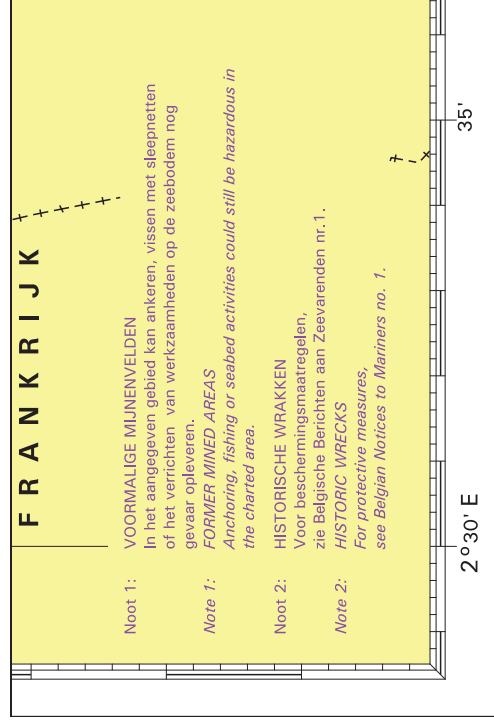 FRANKRIJK
Noot 1: VOORMALIGE MIJNENVELDEN
In het aangegeven gebied kan ankeren, vissen met sleepnetten
of het verrichten van werkzaamheden op de zeebodem nog
gevaar opleveren.
Note 1: FORMER MINED AREAS
Anchoring, fishing or seabed activities could still be hazardous in
the charted area.
Noot 2: HISTORISCHE WRAKKEN
Voor beschermingsmaatregelen,
zie Belgische Berichten aan Zeevarenden nr.1.
Note 2: HISTORIC WRECKS
For protective measures,
see Belgian Notices to Mariners no. 1.
2°30' E
35'